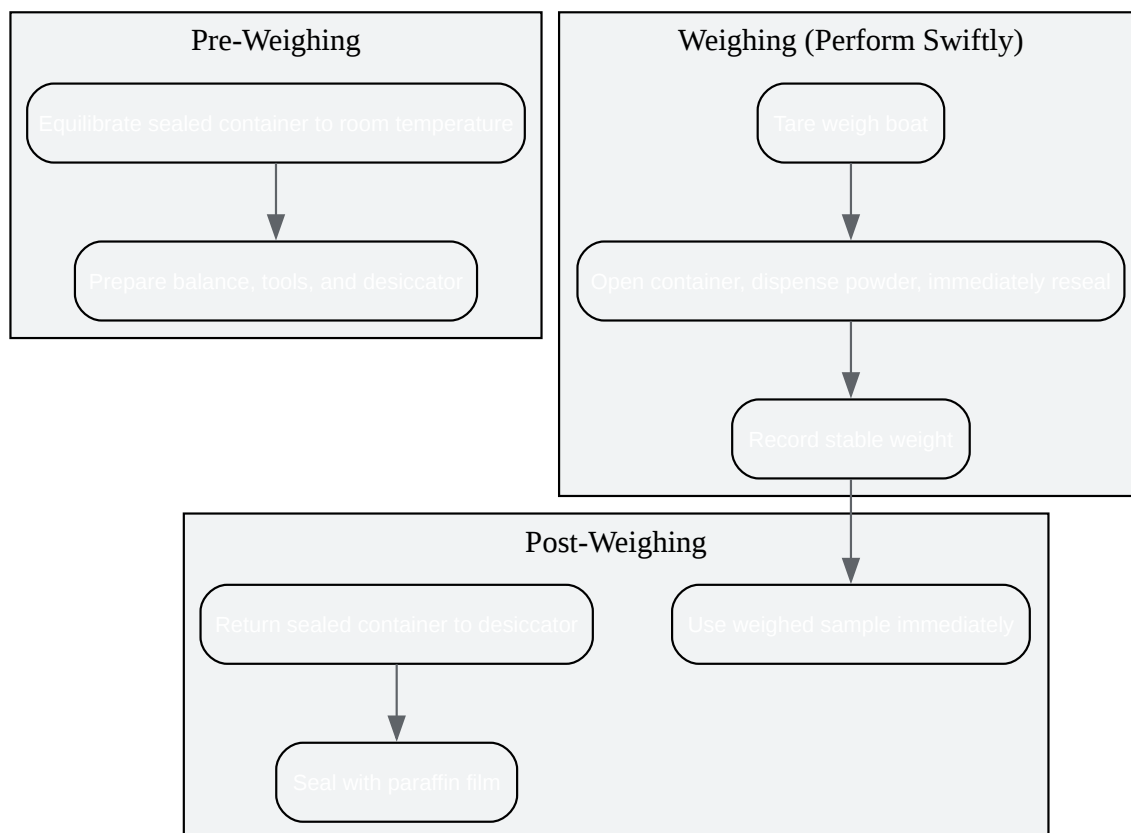 Pre-Weighing
Equilibrate sealed container to room temperature
Prepare balance, tools, and desiccator
Weighing (Perform Swiftly)
Tare weigh boat
Open container, dispense powder, immediately reseal
Record stable weight
Post-Weighing
Return sealed container to desiccator
Use weighed sample immediately
Seal with paraffin film